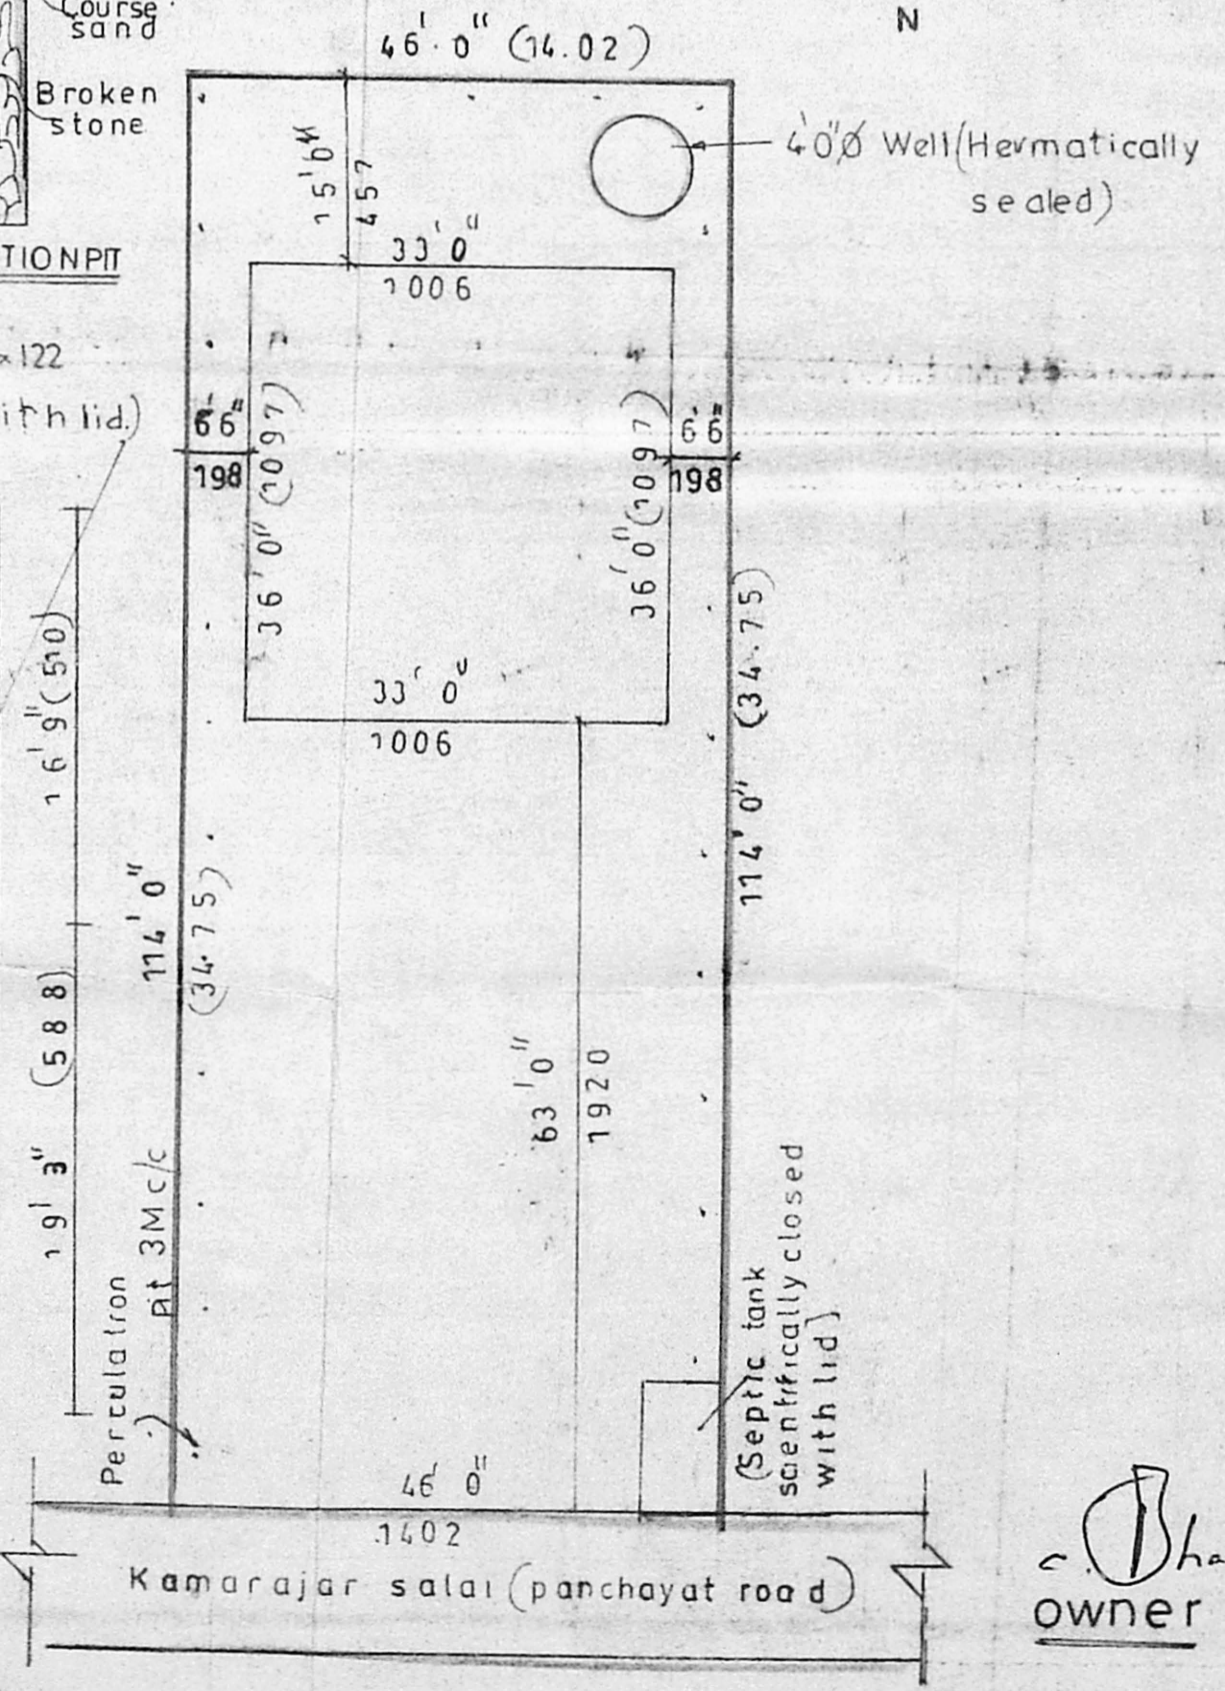 Course
sand
Broken
stone
TION PIT
x122
ith lid.)
N
46'.0" (14.02)
4'0"Ø Well (Hermatically
sealed)
15'0"
457
33'0"
1006
6'6"
198
36'0" (1097)
36'0" (1097)
6'6"
198
33'0"
1006
16'9" (510)
114'0"
(34.75)
114'0" (34.75)
19'3" (588)
63'0"
1920
Perculation
Pit 3M c/c
(Septic tank
scientifically closed
with lid)
46'0"
1402
Kamarajar salai (panchayat road)
owner